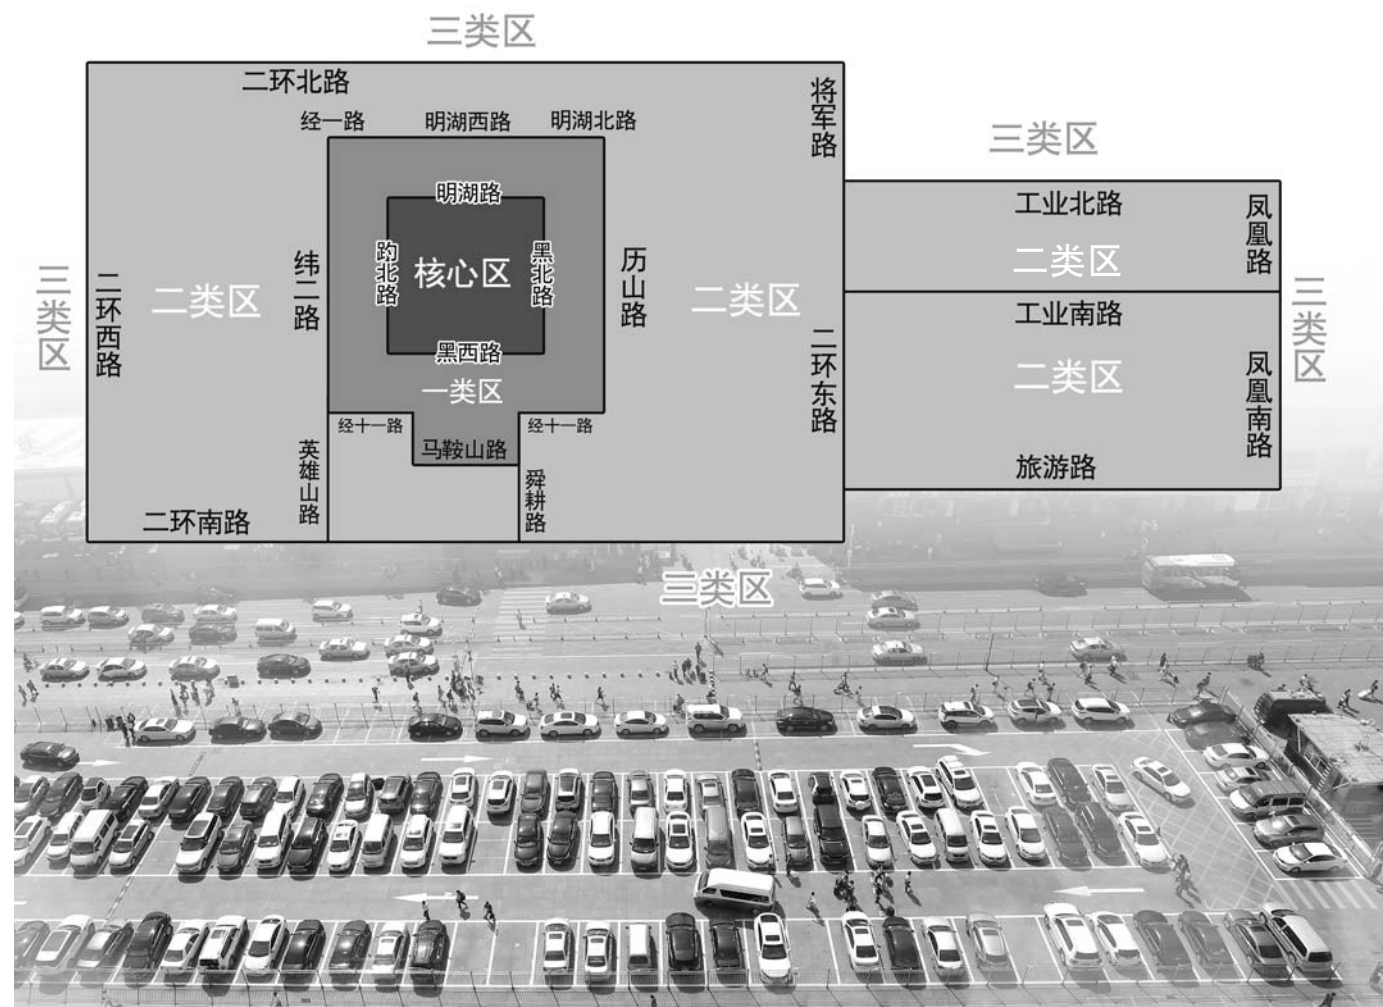 三类区
二环北路
将军路
经一路
明湖西路
明湖北路
三类区
明湖路
工业北路
凤凰路
趵北路
核心区
黑北路
纬二路
历山路
二类区
三类区
二环西路
二类区
二类区
三类区
工业南路
黑西路
一类区
二环东路
二类区
凤凰南路
经十一路
经十一路
马鞍山路
英雄山路
舜耕路
旅游路
二环南路
三类区